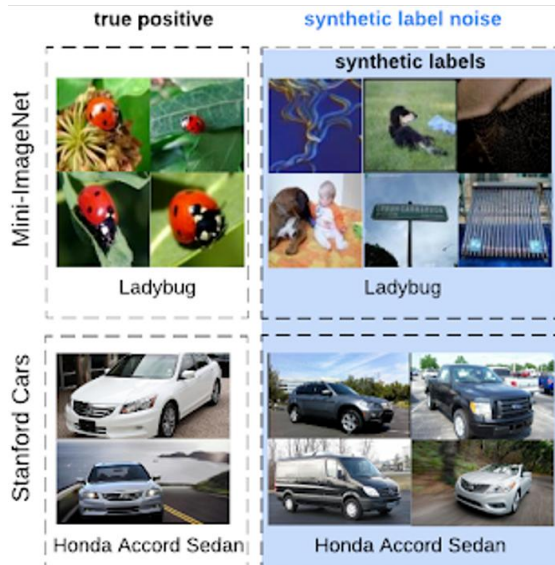 true positive
synthetic label noise
synthetic labels
Mini-ImageNet
Ladybug
Ladybug
Stanford Cars
Honda Accord Sedan
Honda Accord Sedan